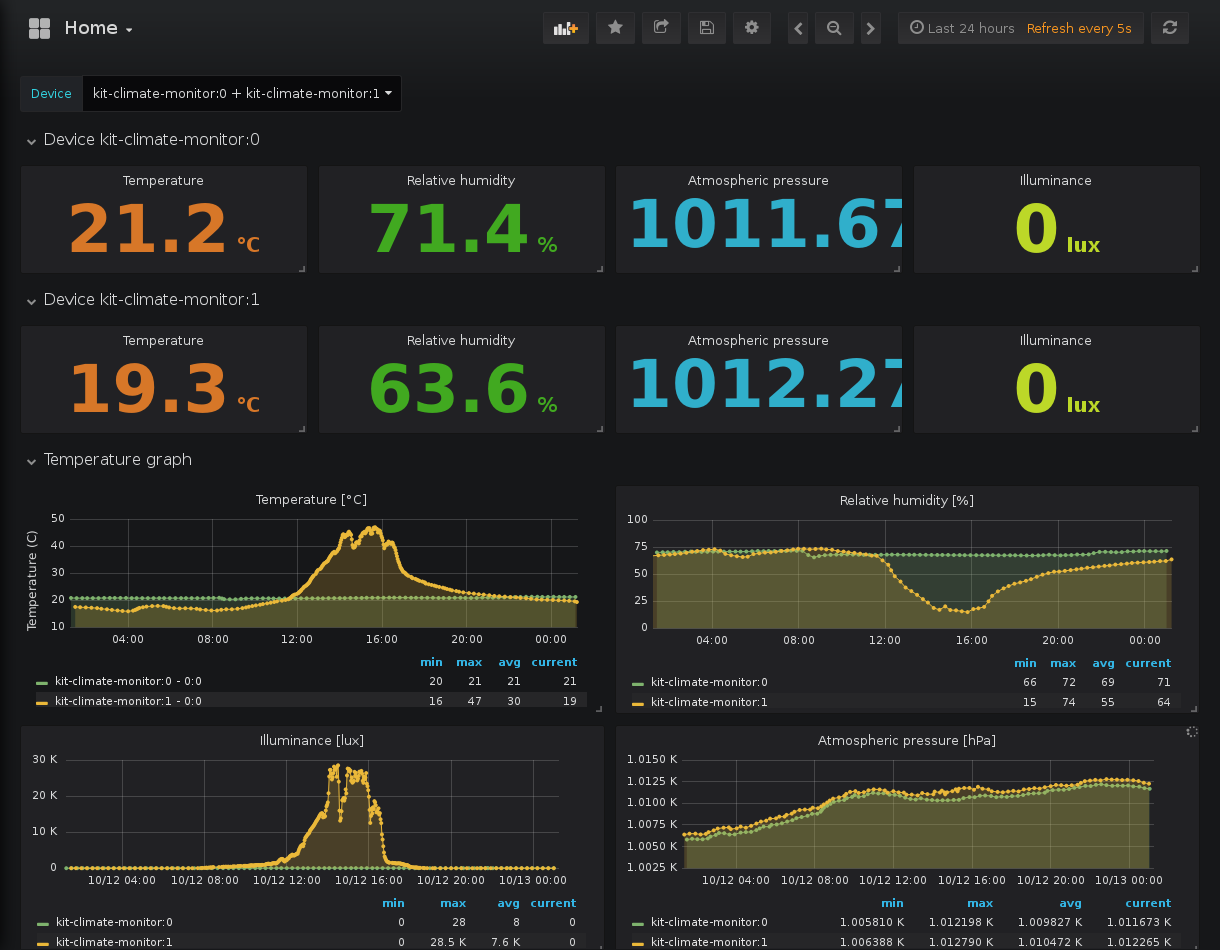 Home
Last 24 hours Refresh every 5s
Device kit-climate-monitor:0 + kit-climate-monitor:1
Device kit-climate-monitor:0
Temperature Relative humidity Atmospheric pressure Illuminance
21.2 °C 71.4 % 1011.67 0 lux
Device kit-climate-monitor:1
Temperature Relative humidity Atmospheric pressure Illuminance
19.3 °C 63.6 % 1012.27 0 lux
Temperature graph
Temperature [°C]
Temperature (C)
50
40
30
20
10
04:00 08:00 12:00 16:00 20:00 00:00
min max avg current
kit-climate-monitor:0 - 0:0 20 21 21 21
kit-climate-monitor:1 - 0:0 16 47 30 19
Relative humidity [%]
100
75
50
25
0
04:00 08:00 12:00 16:00 20:00 00:00
min max avg current
kit-climate-monitor:0 66 72 69 71
kit-climate-monitor:1 15 74 55 64
Illuminance [lux]
30 K
20 K
10 K
0
10/12 04:00 10/12 08:00 10/12 12:00 10/12 16:00 10/12 20:00 10/13 00:00
min max avg current
kit-climate-monitor:0 0 28 8 0
kit-climate-monitor:1 0 28.5 K 7.6 K 0
Atmospheric pressure [hPa]
1.0150 K
1.0125 K
1.0100 K
1.0075 K
1.0050 K
1.0025 K
10/12 04:00 10/12 08:00 10/12 12:00 10/12 16:00 10/12 20:00 10/13 00:00
min max avg current
kit-climate-monitor:0 1.005810 K 1.012198 K 1.009827 K 1.011673 K
kit-climate-monitor:1 1.006388 K 1.012790 K 1.010472 K 1.012265 K